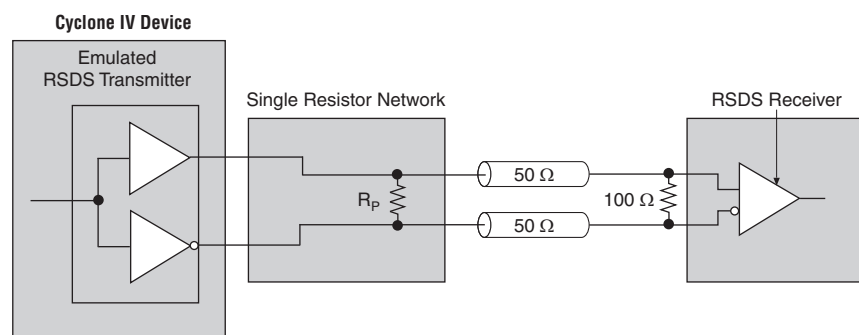 Cyclone IV Device
Emulated
RSDS Transmitter
Single Resistor Network
RSDS Receiver
50 Ω
R_P
100 Ω
50 Ω